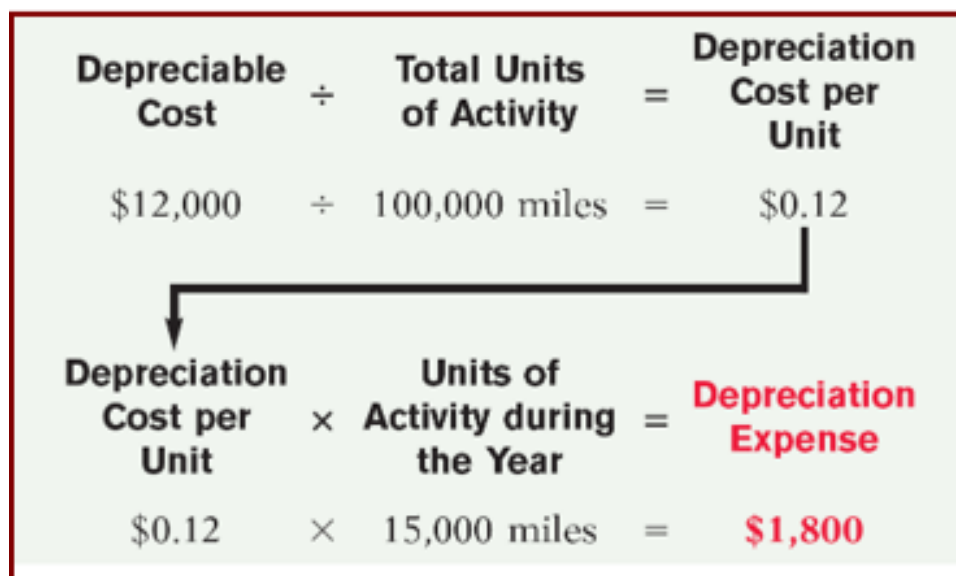 Depreciable Cost ÷ Total Units of Activity = Depreciation Cost per Unit
$12,000 ÷ 100,000 miles = $0.12
Depreciation Cost per Unit × Units of Activity during the Year = Depreciation Expense
$0.12 × 15,000 miles = $1,800